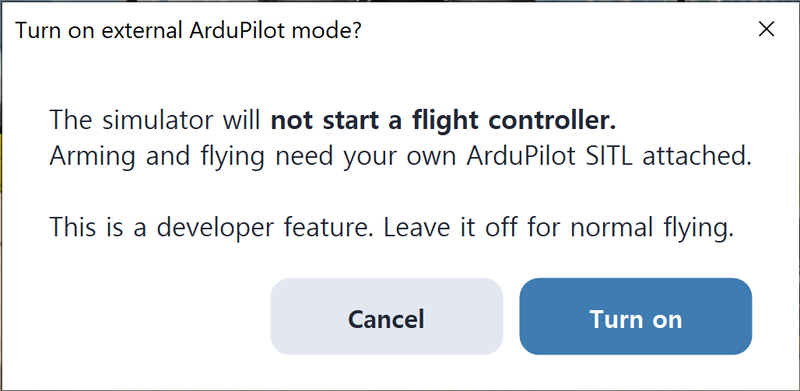 Turn on external ArduPilot mode?
The simulator will not start a flight controller.
Arming and flying need your own ArduPilot SITL attached.
This is a developer feature. Leave it off for normal flying.
Cancel
Turn on